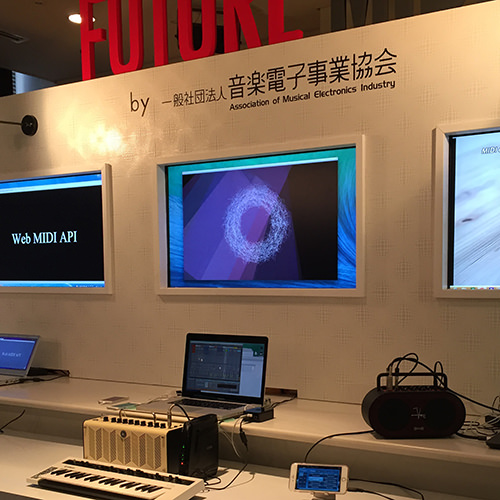 FUTURE
by 一般社団法人 音楽電子事業協会
Association of Musical Electronics Industry
Web MIDI API
MIDI